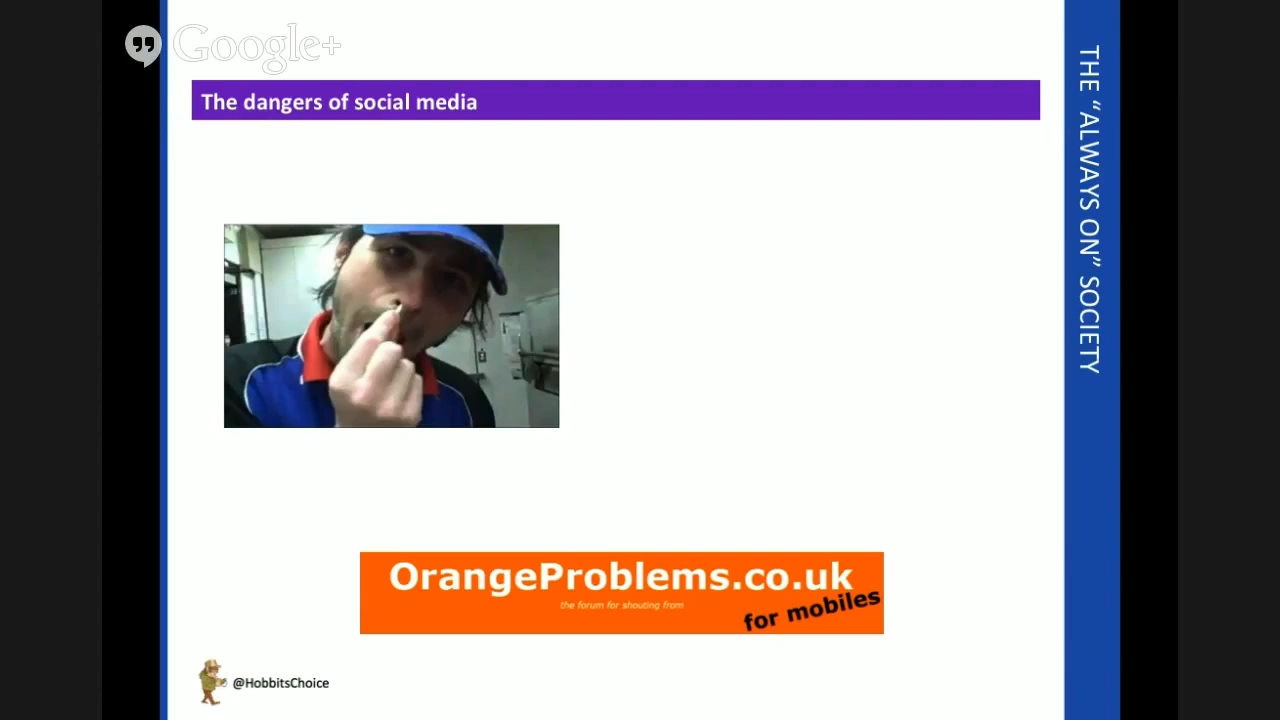 Google+
The dangers of social media
THE “ALWAYS ON” SOCIETY
OrangeProblems.co.uk
the forum for shouting from
for mobiles
@HobbitsChoice